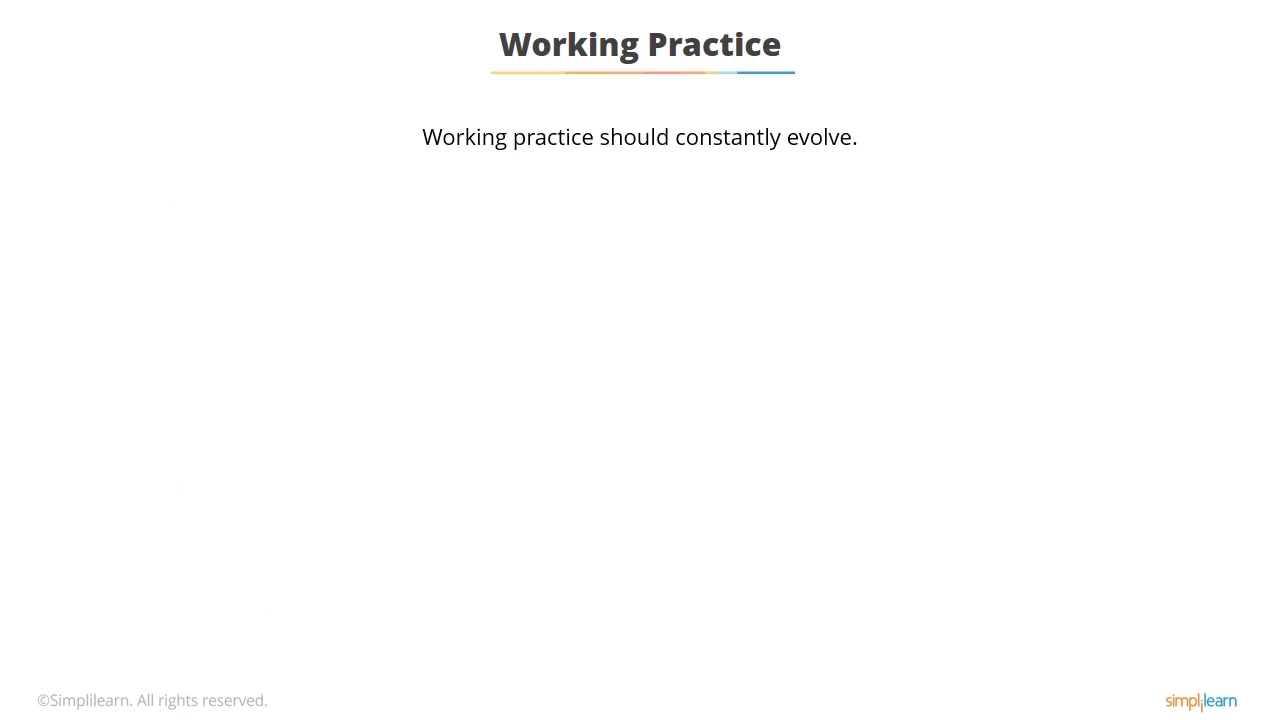 Working Practice
Working practice should constantly evolve.
©Simplilearn. All rights reserved.
simplilearn